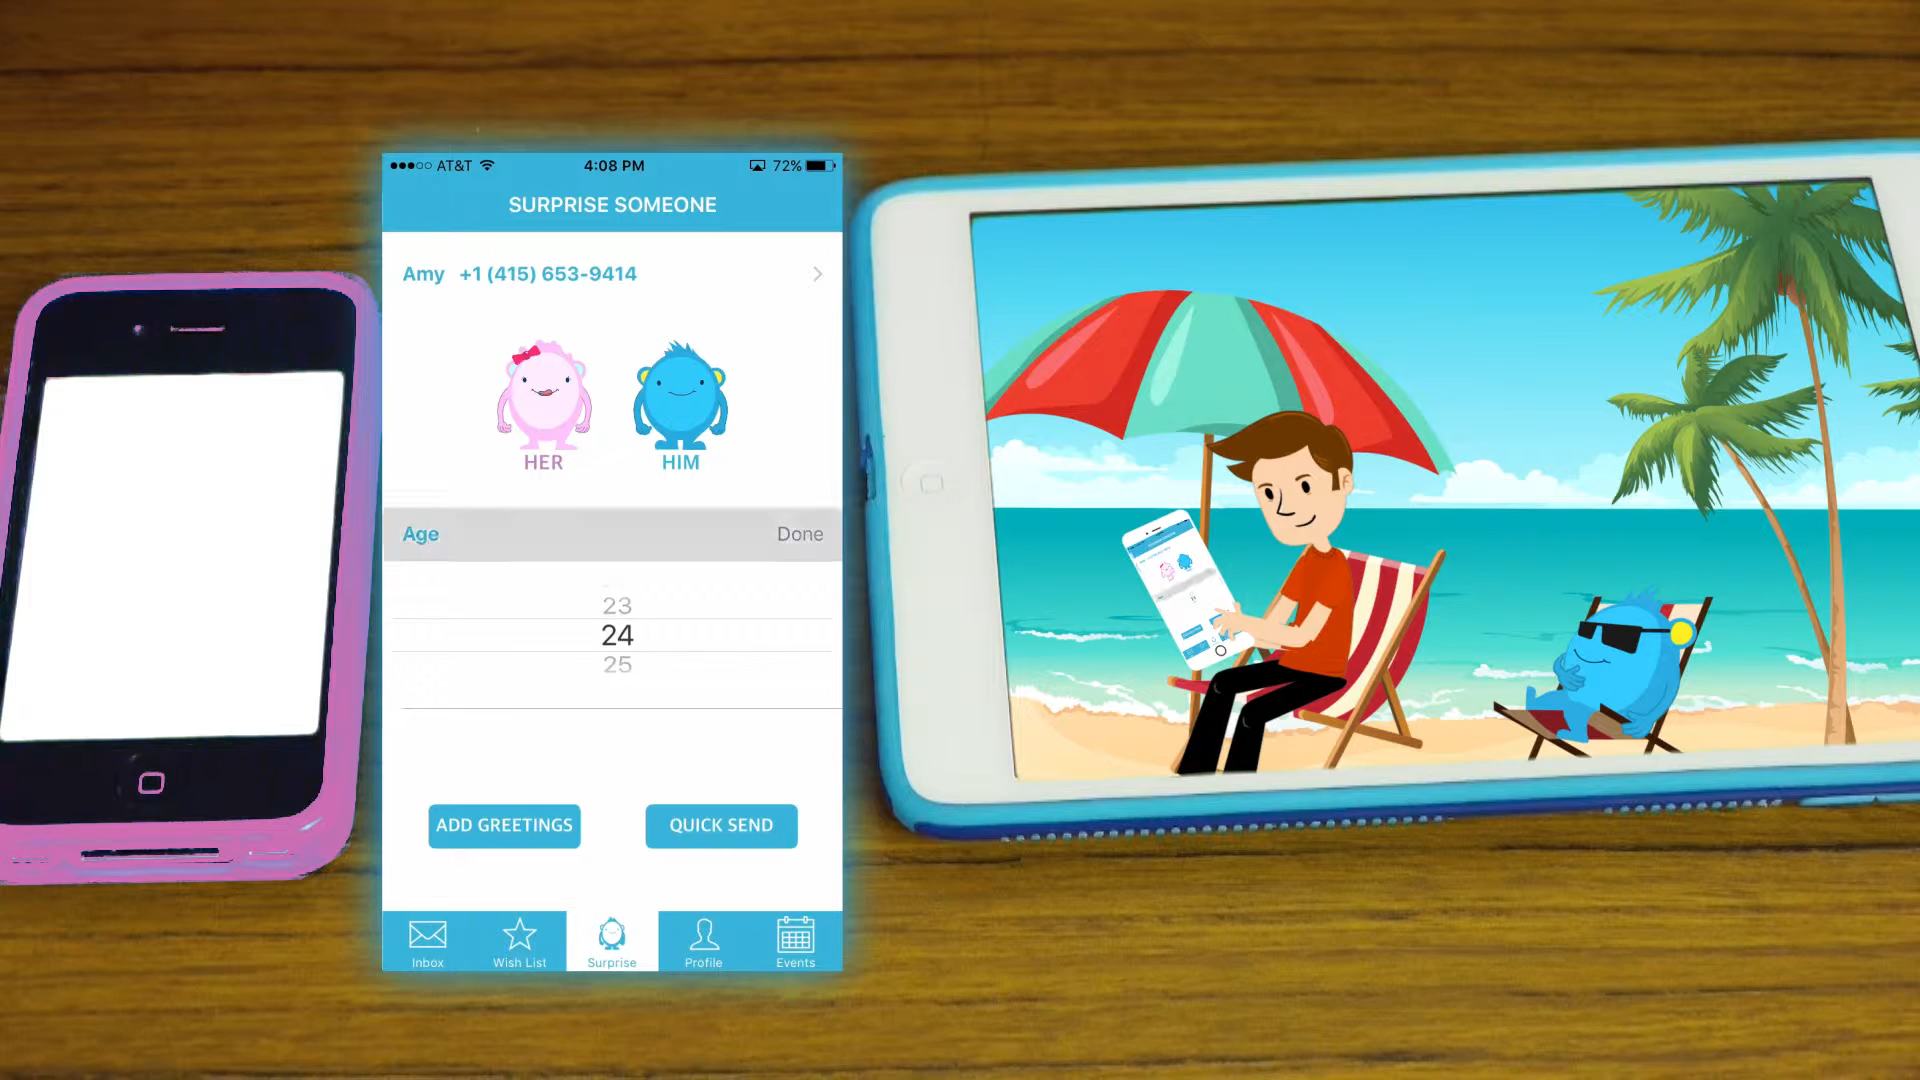 AT&T 4:08 PM 72%
SURPRISE SOMEONE
Amy +1 (415) 653-9414
HER HIM
Age Done
23
24
25
ADD GREETINGS QUICK SEND
Inbox Wish List Surprise Profile Events